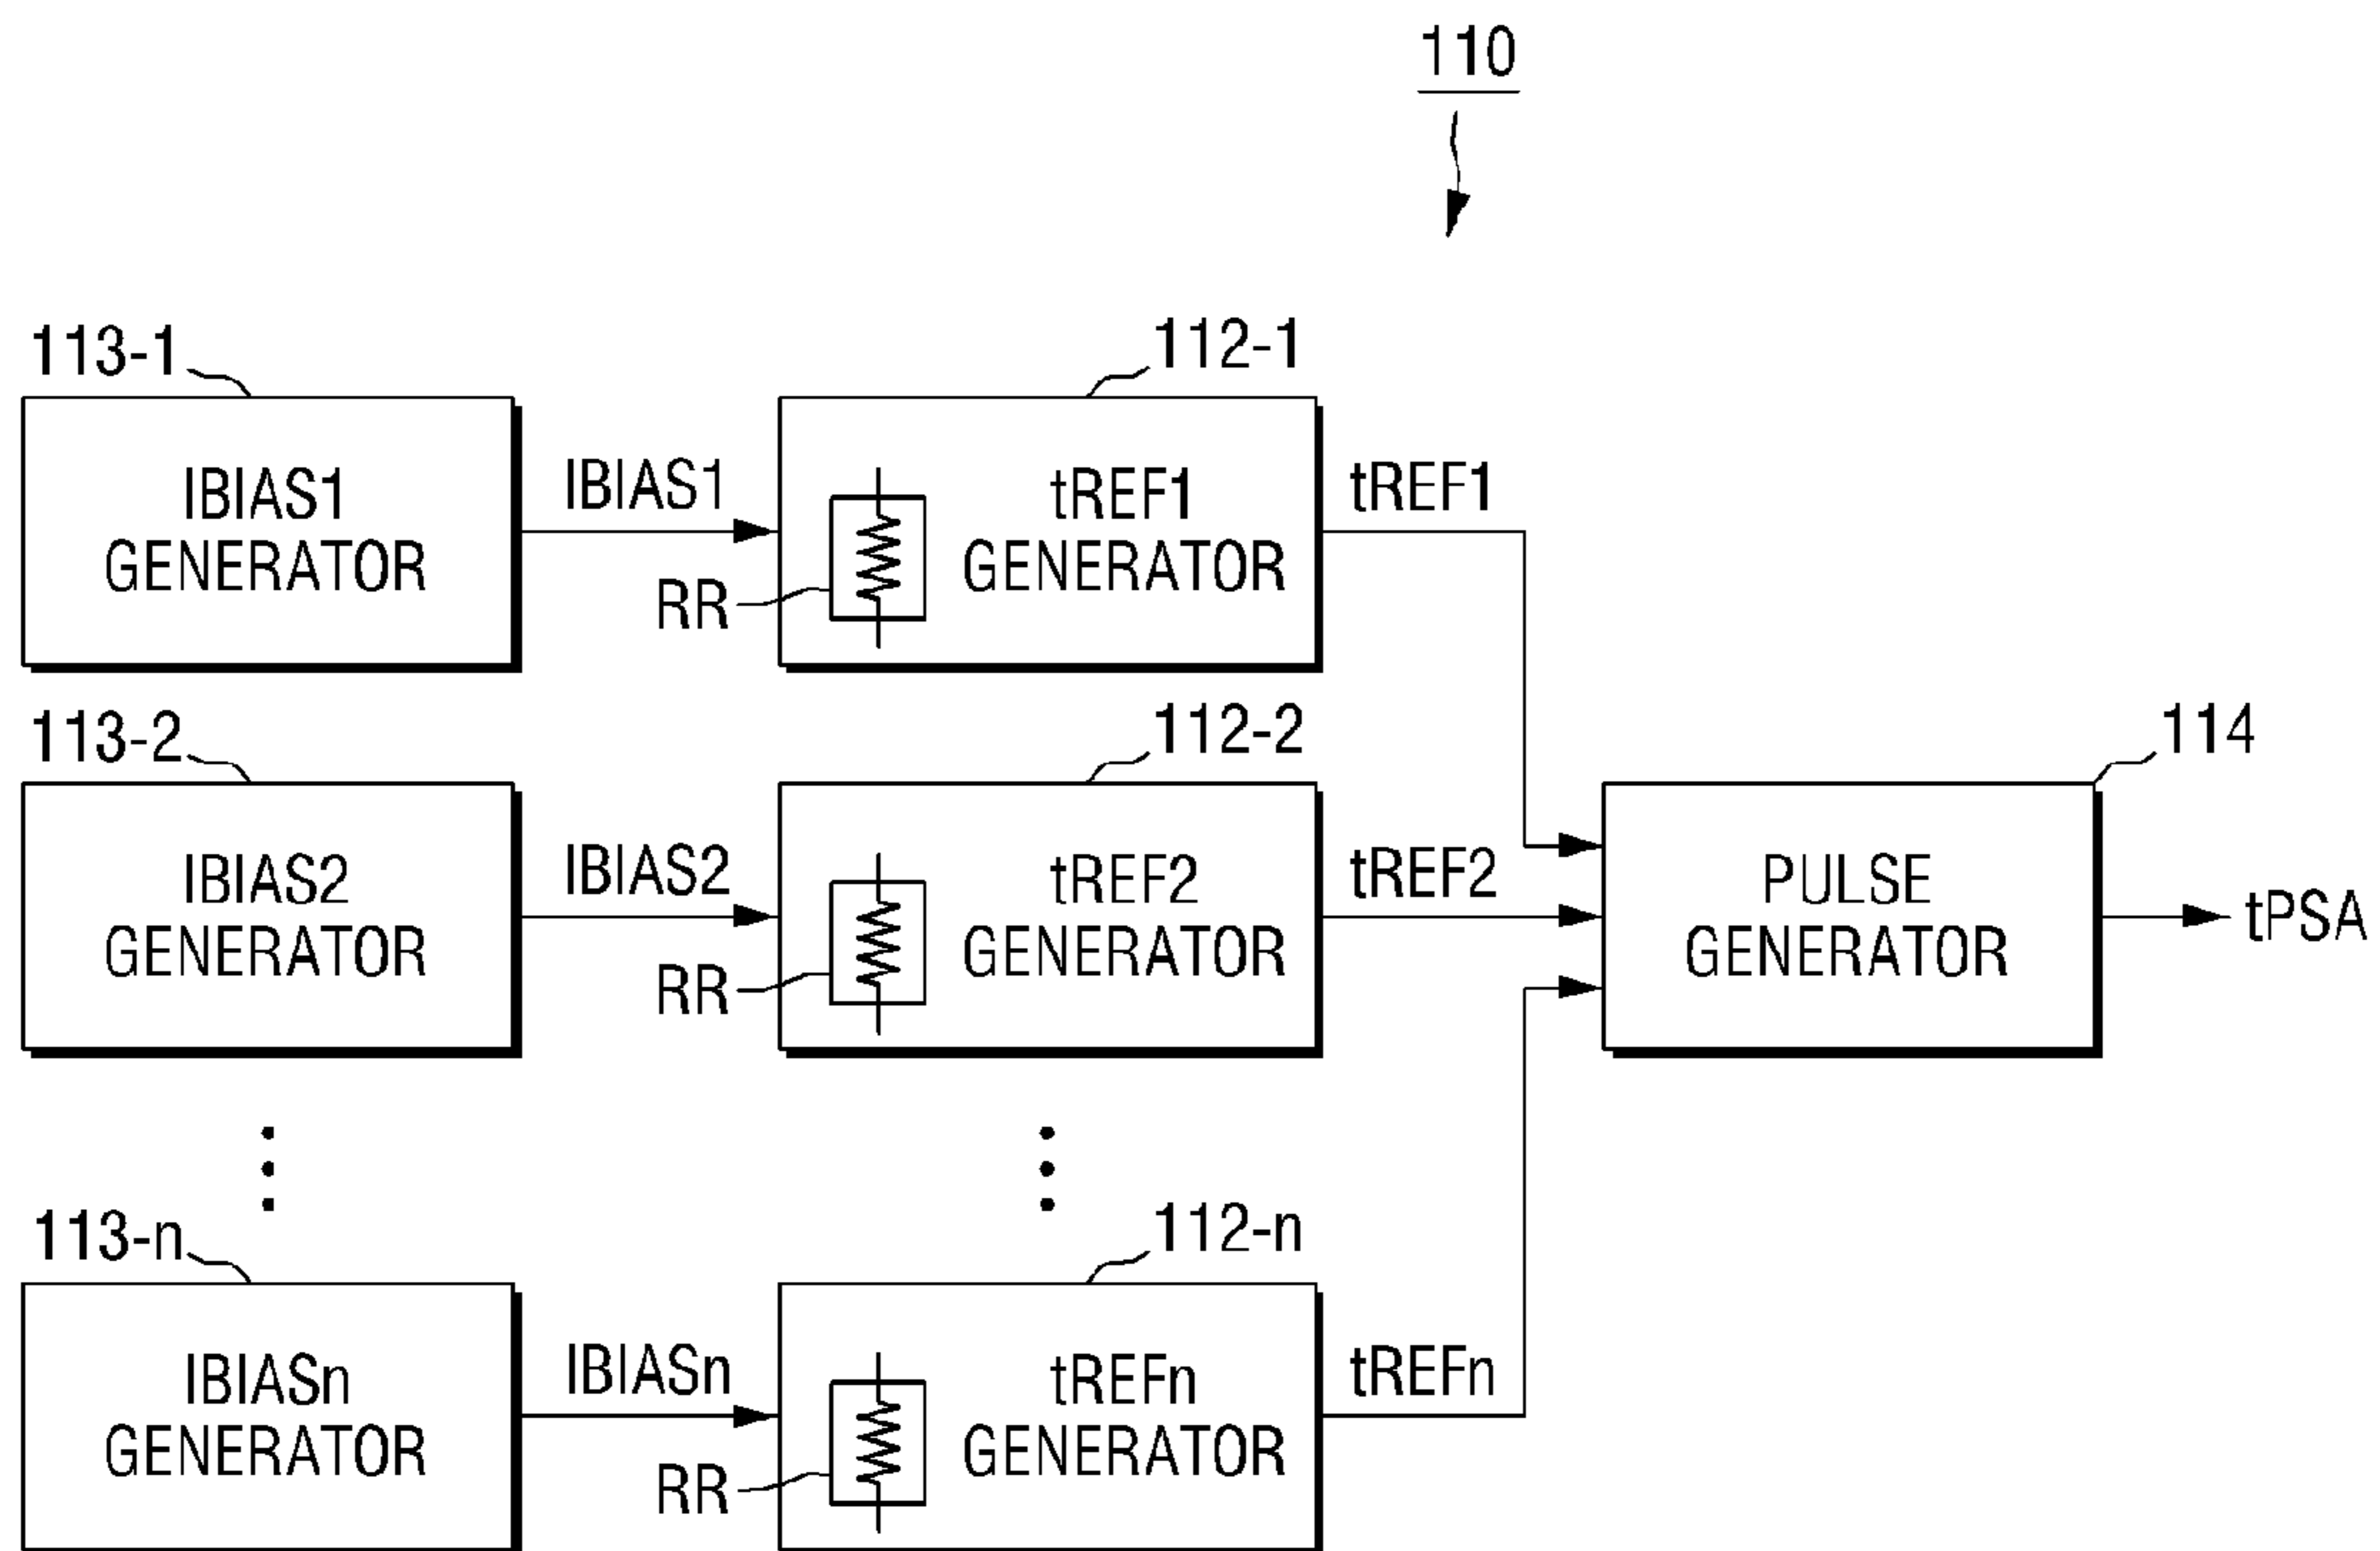 110
113-1
112-1
IBIAS1
GENERATOR
IBIAS1
RR
tREF1
GENERATOR
tREF1
113-2
112-2
114
IBIAS2
GENERATOR
IBIAS2
RR
tREF2
GENERATOR
tREF2
PULSE
GENERATOR
tPSA
113-n
112-n
IBIASn
GENERATOR
IBIASn
RR
tREFn
GENERATOR
tREFn